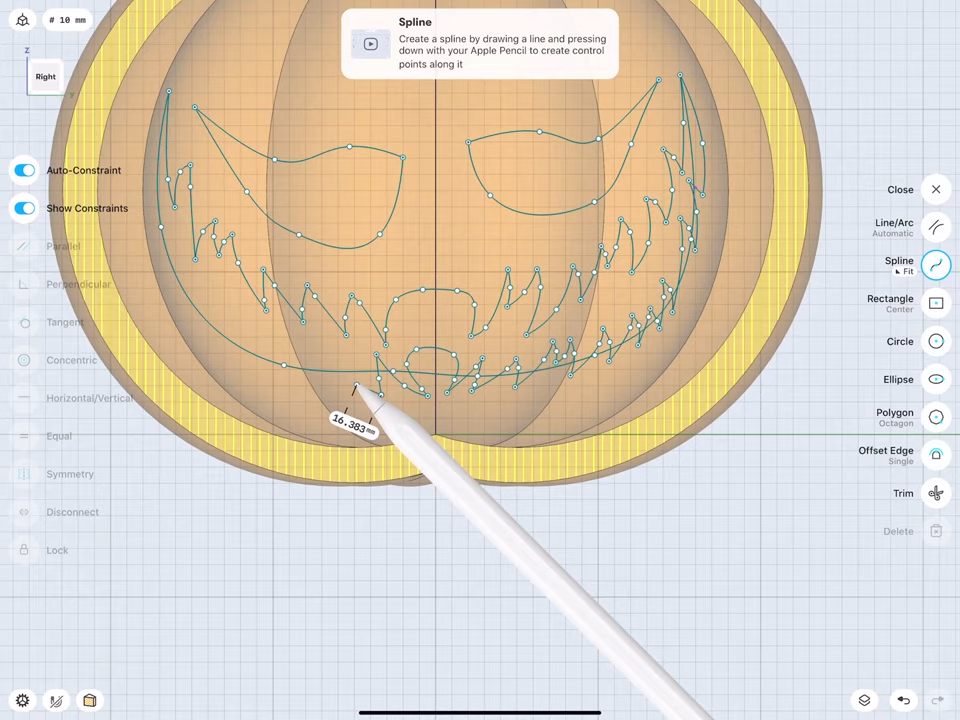 # 10 mm
Spline
Create a spline by drawing a line and pressing
down with your Apple Pencil to create control
points along it
Z
Right
Y
Auto-Constraint
Show Constraints
Parallel
Perpendicular
Tangent
Concentric
Horizontal/Vertical
Equal
Symmetry
Disconnect
Lock
Close
Line/Arc
Automatic
Spline
Fit
Rectangle
Center
Circle
Ellipse
Polygon
Octagon
Offset Edge
Single
Trim
Delete
16.383 mm